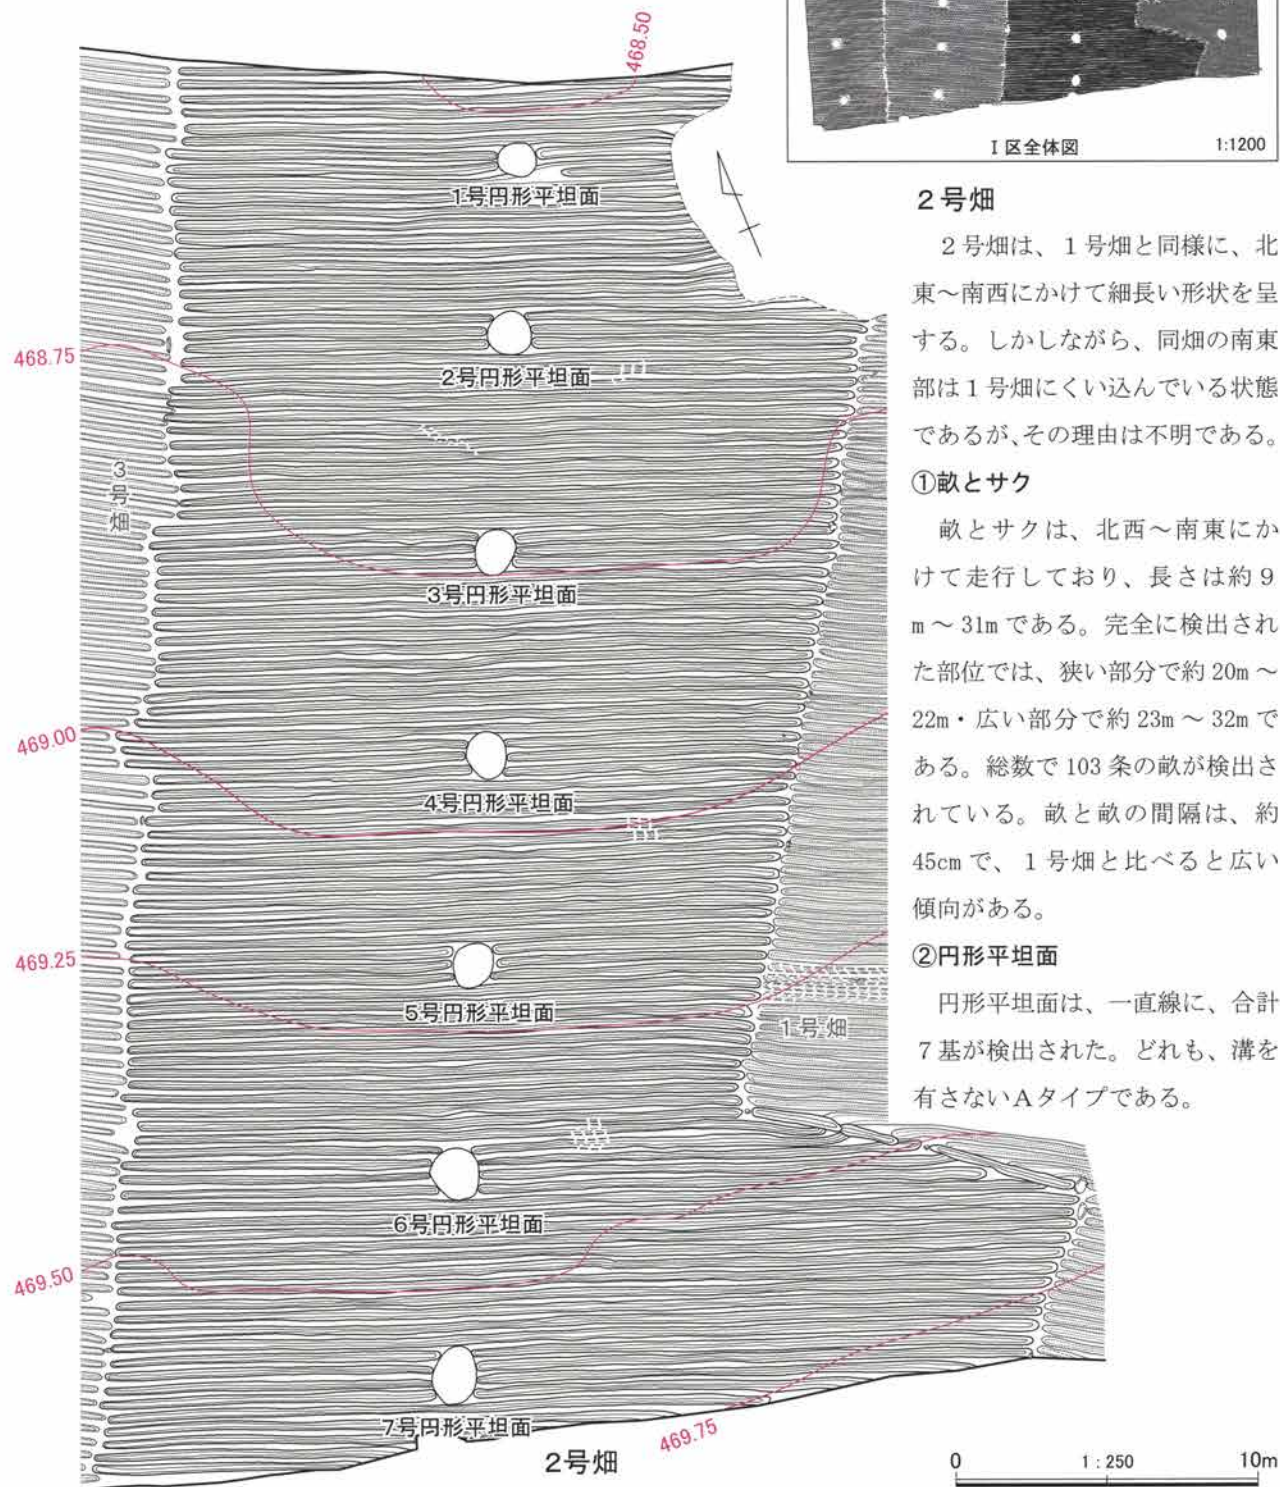 468.50
Ⅰ区全体図
1:1200
1号円形平坦面
2号円形平坦面
468.75
3号畑
3号円形平坦面
469.00
4号円形平坦面
469.25
5号円形平坦面
1号畑
6号円形平坦面
469.50
7号円形平坦面
469.75
2号畑
0
1:250
10m
2号畑
2号畑は、1号畑と同様に、北
東~南西にかけて細長い形状を呈
する。しかしながら、同畑の南東
部は1号畑にくい込んでいる状態
であるが、その理由は不明である。
①畝とサク
畝とサクは、北西~南東にか
けて走行しており、長さは約9
m~31mである。完全に検出され
た部位では、狭い部分で約20m~
22m・広い部分で約23m~32mで
ある。総数で103条の畝が検出さ
れている。畝と畝の間隔は、約
45cmで、1号畑と比べると広い
傾向がある。
②円形平坦面
円形平坦面は、一直線に、合計
7基が検出された。どれも、溝を
有さないAタイプである。